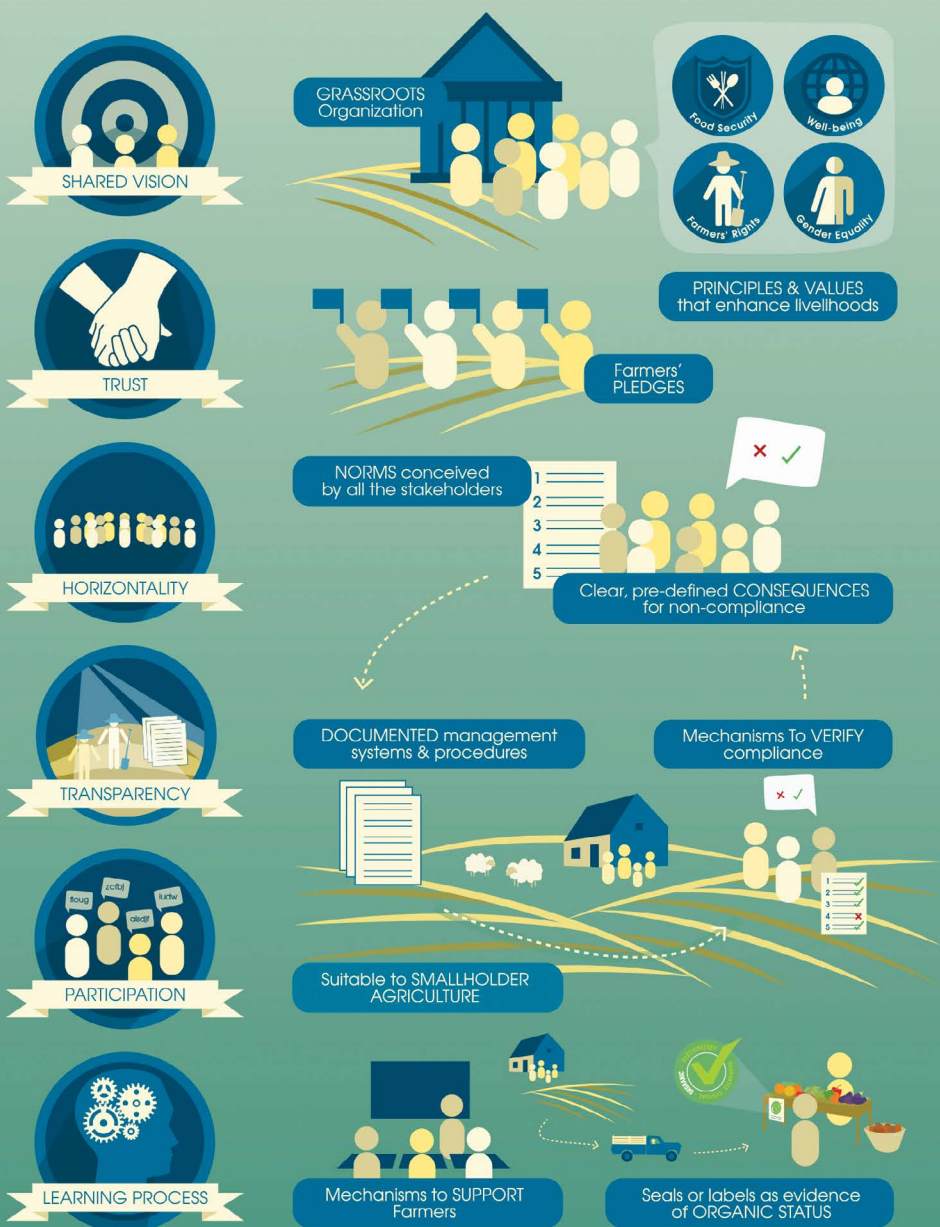 SHARED VISION
GRASSROOTS
Organization
Food Security
Well-being
Farmers' Rights
Gender Equality
PRINCIPLES & VALUES
that enhance livelihoods
TRUST
Farmers'
PLEDGES
HORIZONTALITY
NORMS conceived
by all the stakeholders
1
2
3
4
5
Clear, pre-defined CONSEQUENCES
for non-compliance
TRANSPARENCY
DOCUMENTED management
systems & procedures
Mechanisms To VERIFY
compliance
1
2
3
4
5
PARTICIPATION
zcfbj
ludw
alsdjf
Suitable to SMALLHOLDER
AGRICULTURE
LEARNING PROCESS
Mechanisms to SUPPORT
Farmers
Seals or labels as evidence
of ORGANIC STATUS